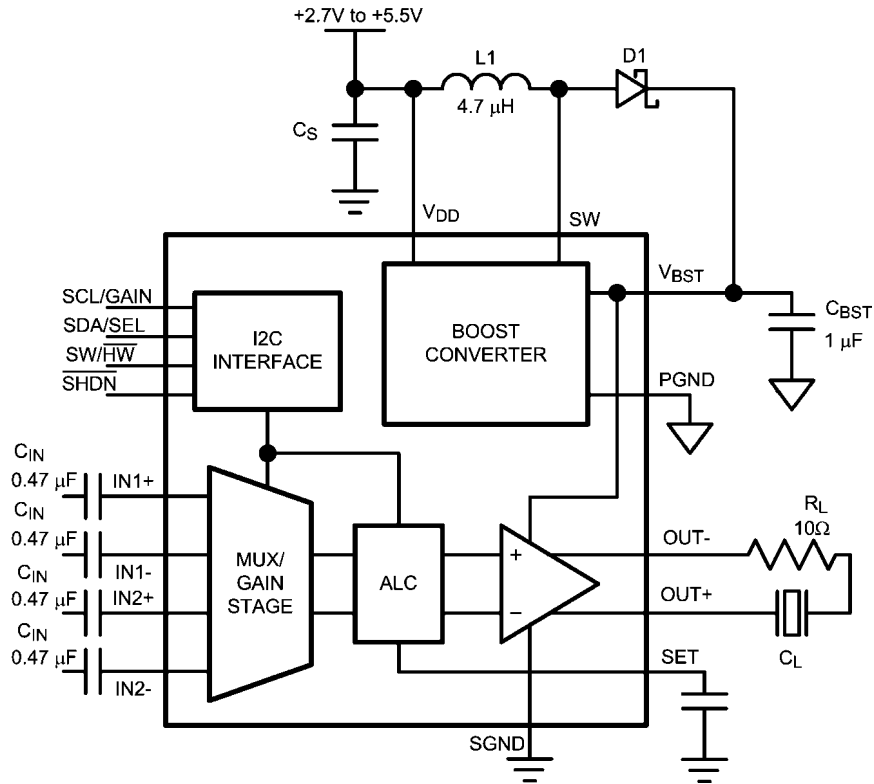 +2.7V to +5.5V
L1
D1
4.7 μH
CS
VDD
SW
VBST
SCL/GAIN
SDA/SEL
SW/HW
SHDN
I2C
INTERFACE
BOOST
CONVERTER
CBST
1 μF
PGND
CIN
0.47 μF
IN1+
CIN
0.47 μF
IN1-
CIN
0.47 μF
IN2+
CIN
0.47 μF
IN2-
MUX/
GAIN
STAGE
ALC
+
−
OUT-
RL
10Ω
OUT+
CL
SET
SGND